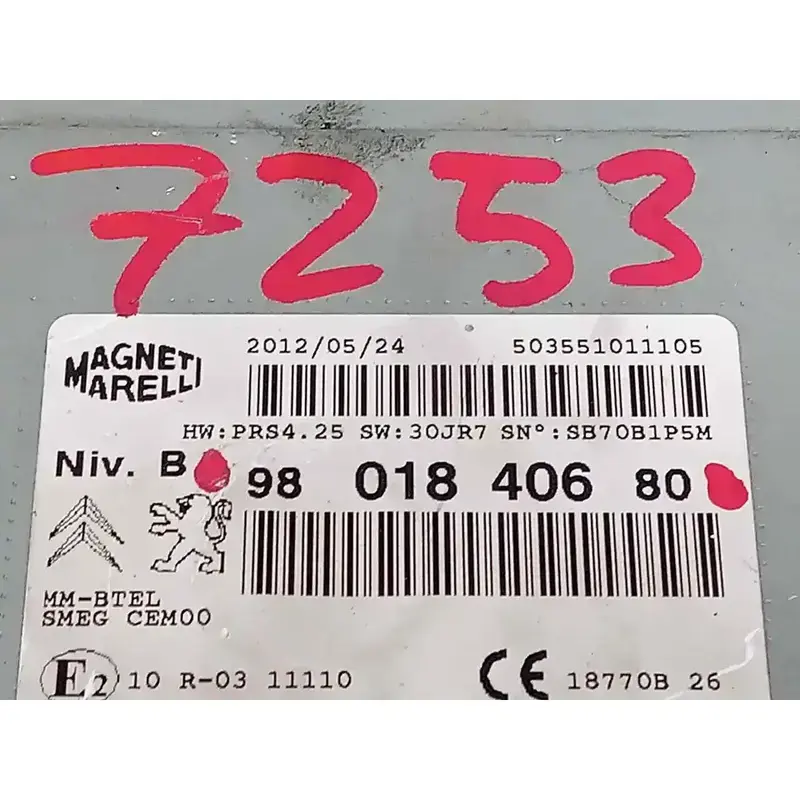 7253
MAGNETI MARELLI
2012/05/24 503551011105
HW:PRS4.25 SW:30JR7 SN°:SB70B1P5M
Niv. B 98 018 406 80
MM-BTEL
SMEG CEM00
E2 10 R-03 11110 CE 18770B 26